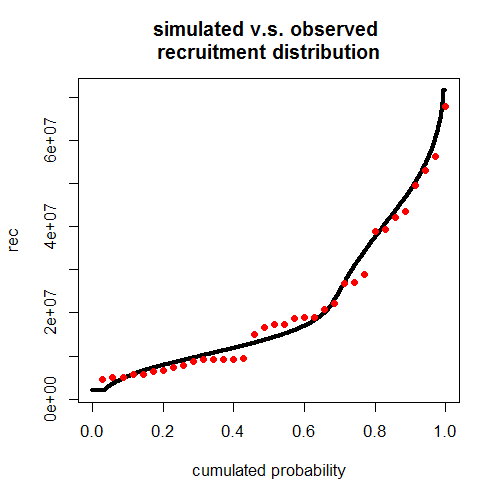 simulated v.s. observed
recruitment distribution
rec
6e+07
4e+07
2e+07
0e+00
0.0 0.2 0.4 0.6 0.8 1.0
cumulated probability